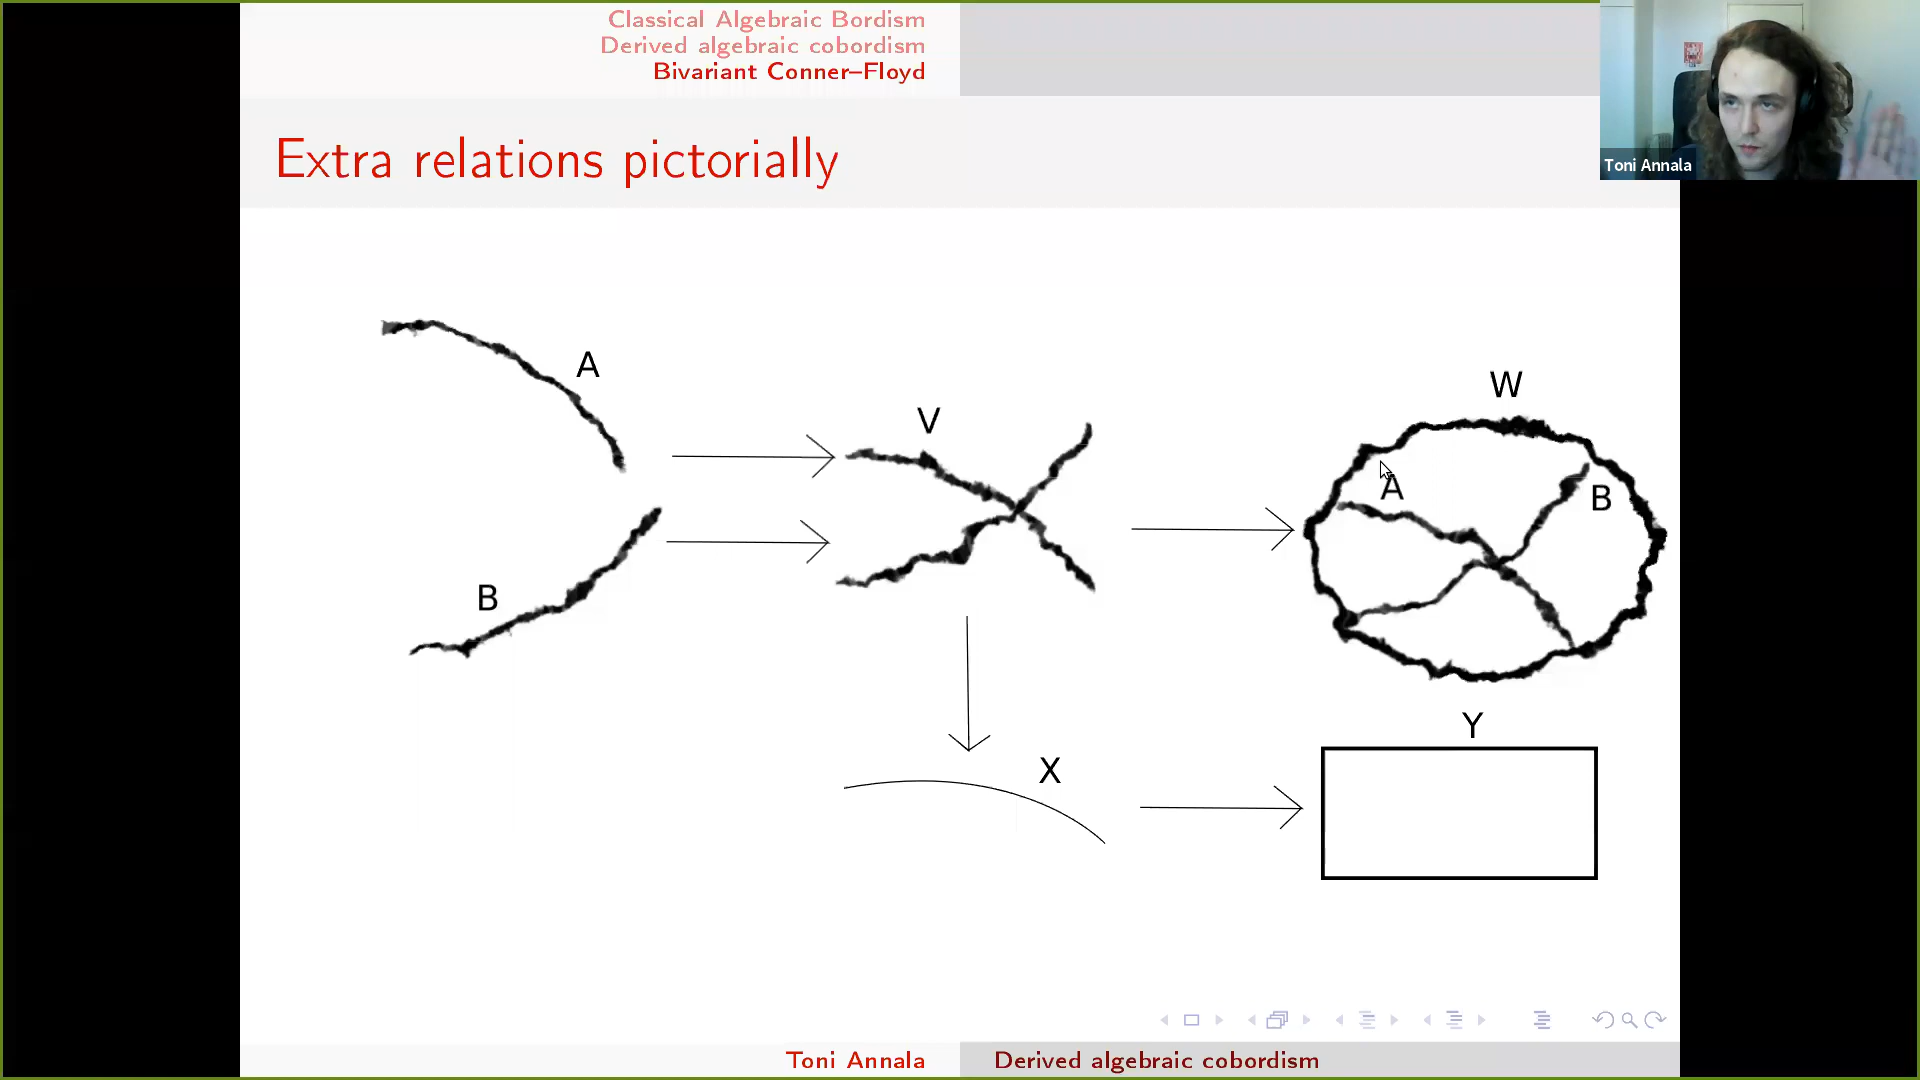 Classical Algebraic Bordism
Derived algebraic cobordism
Bivariant Conner–Floyd
Toni Annala
Extra relations pictorially
A
B
V
W
A
B
X
Y
Toni Annala
Derived algebraic cobordism